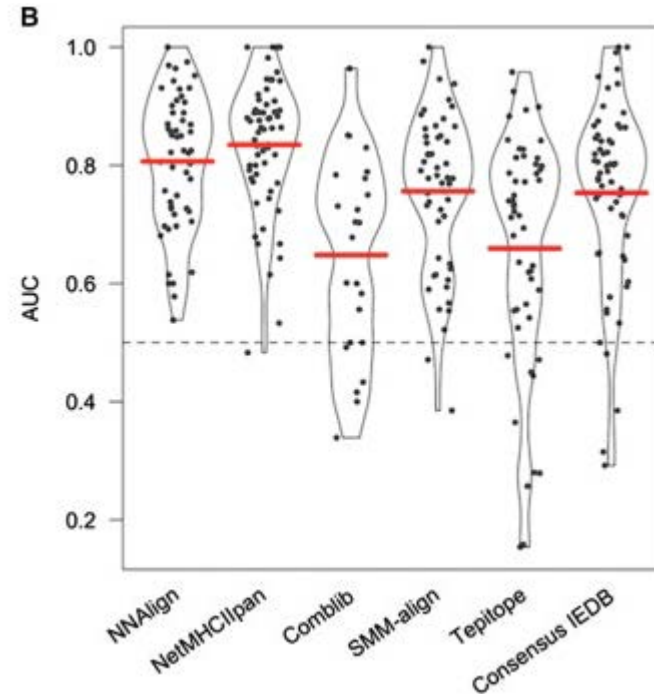 B
AUC
1.0
0.8
0.6
0.4
0.2
NNAlign
NetMHCIIpan
Comblib
SMM-align
Tepitope
Consensus IEDB